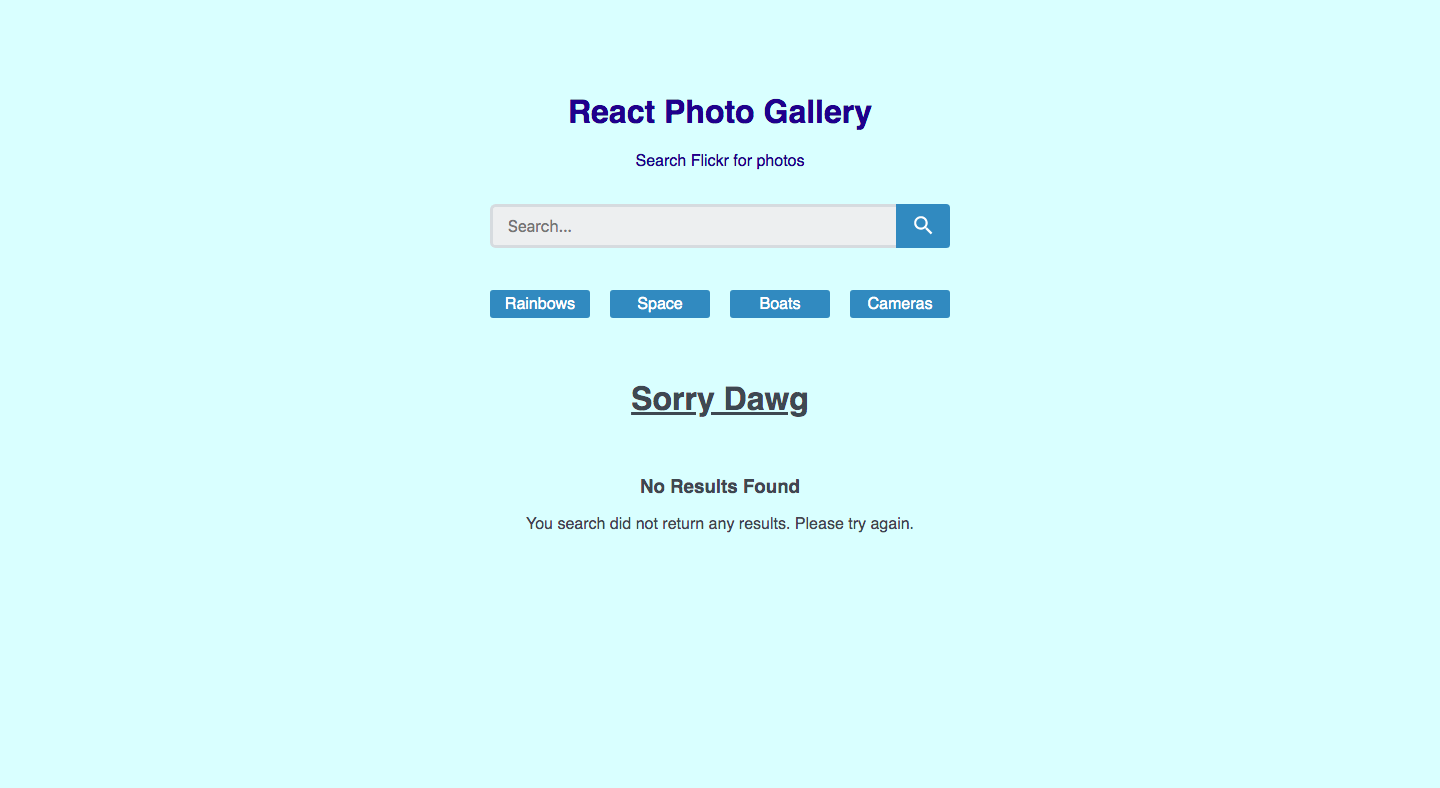 React Photo Gallery
Search Flickr for photos
Search...
Rainbows Space Boats Cameras
Sorry Dawg
No Results Found
You search did not return any results. Please try again.